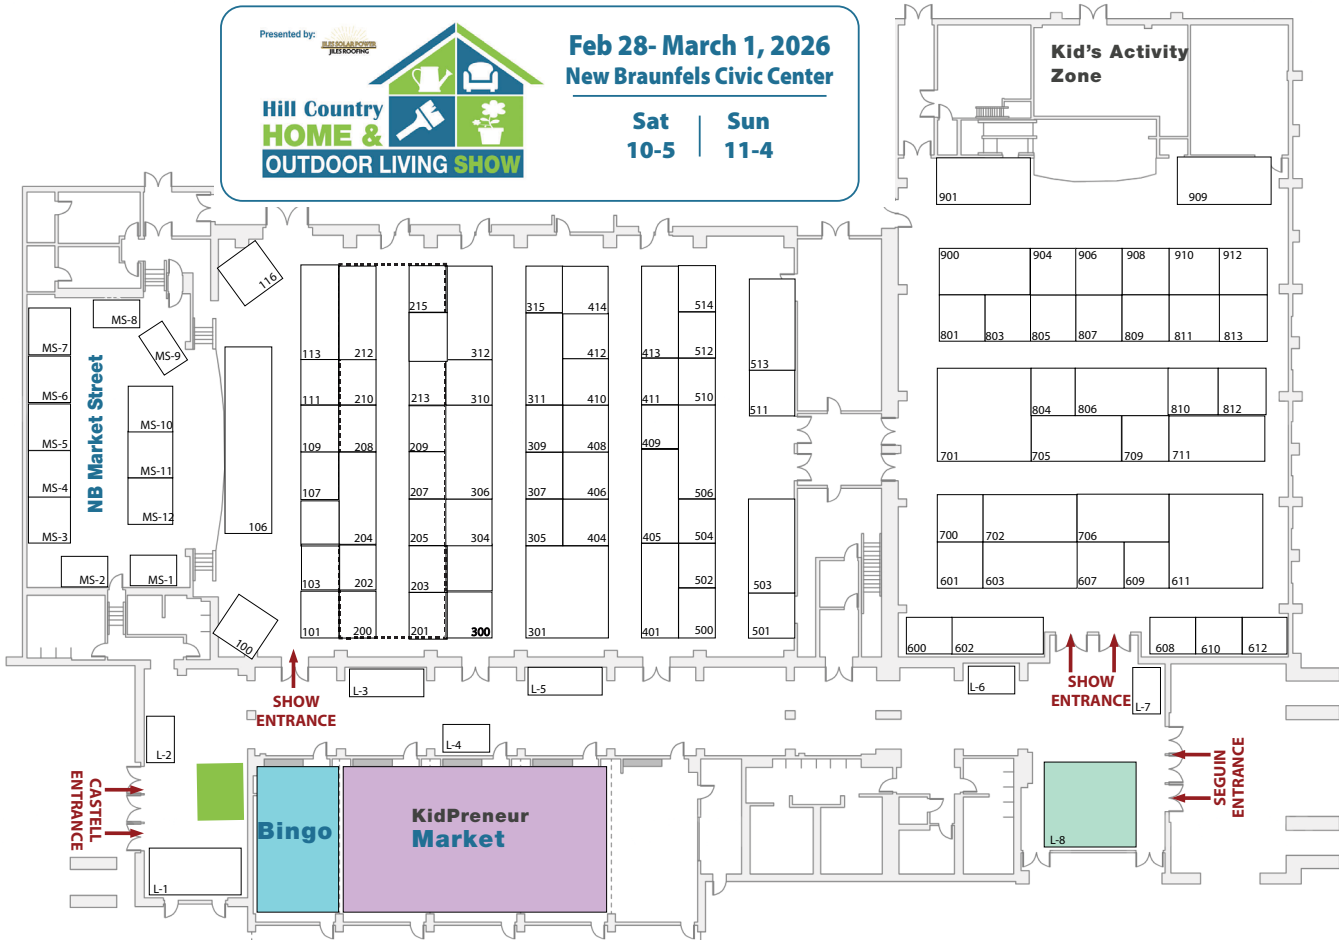 Presented by:
JILES SOLAR POWER
JILES ROOFING
Hill Country
HOME &
OUTDOOR LIVING SHOW
Feb 28- March 1, 2026
New Braunfels Civic Center
Sat
10-5
Sun
11-4
Kid's Activity
Zone
901
909
900
904
906
908
910
912
801
803
805
807
809
811
813
804
806
810
812
701
705
709
711
700
702
706
601
603
607
609
611
600
602
608
610
612
116
MS-8
MS-7
MS-9
MS-6
MS-10
MS-5
MS-11
MS-4
MS-12
MS-3
MS-2
MS-1
NB Market Street
106
100
113
212
111
210
109
208
107
204
103
202
101
200
215
312
213
310
209
207
306
205
304
203
201
300
315
414
412
311
410
309
408
307
406
305
404
301
514
413
512
411
510
409
506
405
504
502
401
500
513
511
503
501
SHOW
ENTRANCE
L-3
L-5
L-4
L-2
L-6
L-7
SHOW
ENTRANCE
CASTELL
ENTRANCE
SEGUIN
ENTRANCE
Bingo
KidPreneur
Market
L-1
L-8